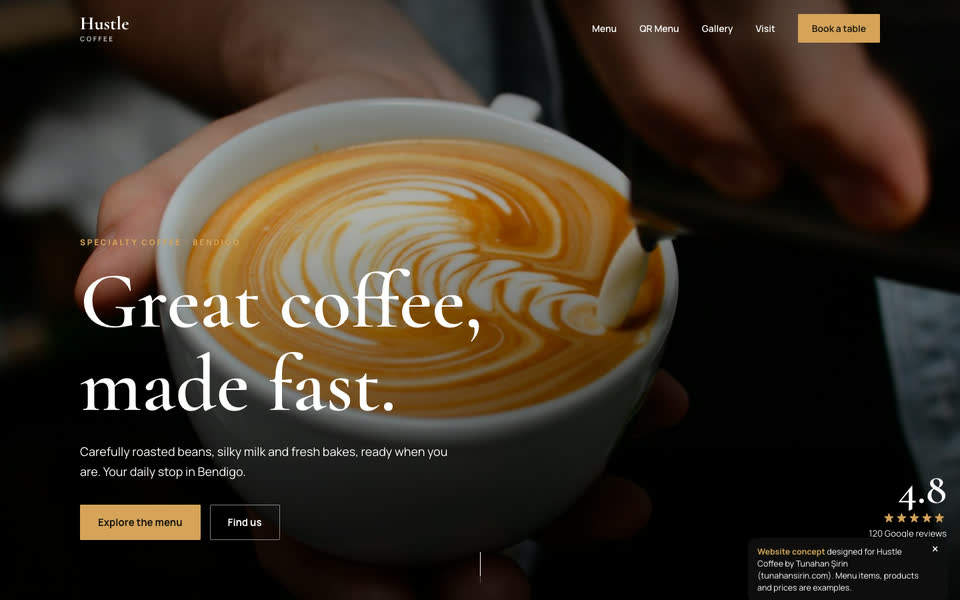 Hustle
COFFEE
Menu
QR Menu
Gallery
Visit
Book a table
SPECIALTY COFFEE · BENDIGO
Great coffee,
made fast.
Carefully roasted beans, silky milk and fresh bakes, ready when you
are. Your daily stop in Bendigo.
Explore the menu
Find us
4.8
★★★★★
120 Google reviews
Website concept designed for Hustle
Coffee by Tunahan Şirin
(tunahansirin.com). Menu items, products
and prices are examples.
×